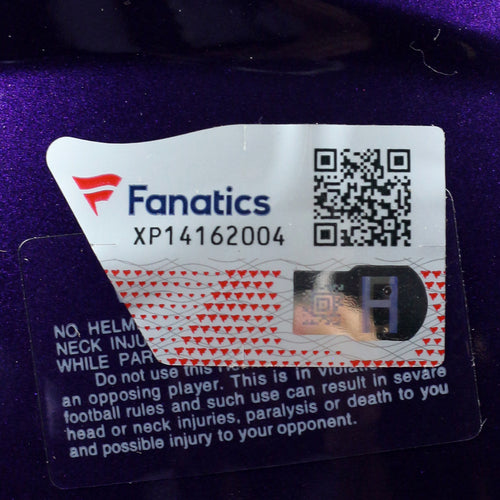 Fanatics
XP14162004
H
NO HELM
NECK INJU
WHILE PAR
Do not use this
an opposing player. This is in
football rules and such use can result in severe
head or neck injuries, paralysis or death to you
and possible injury to your opponent.